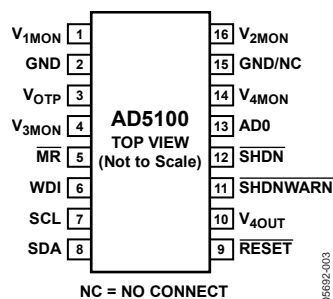 V1MON 1 16 V2MON
GND 2 15 GND/NC
VOTP 3 14 V4MON
V3MON 4 13 AD0
MR 5 12 SHDN
WDI 6 11 SHDNWARN
SCL 7 10 V4OUT
SDA 8 9 RESET
AD5100
TOP VIEW
(Not to Scale)
NC = NO CONNECT
05692-003